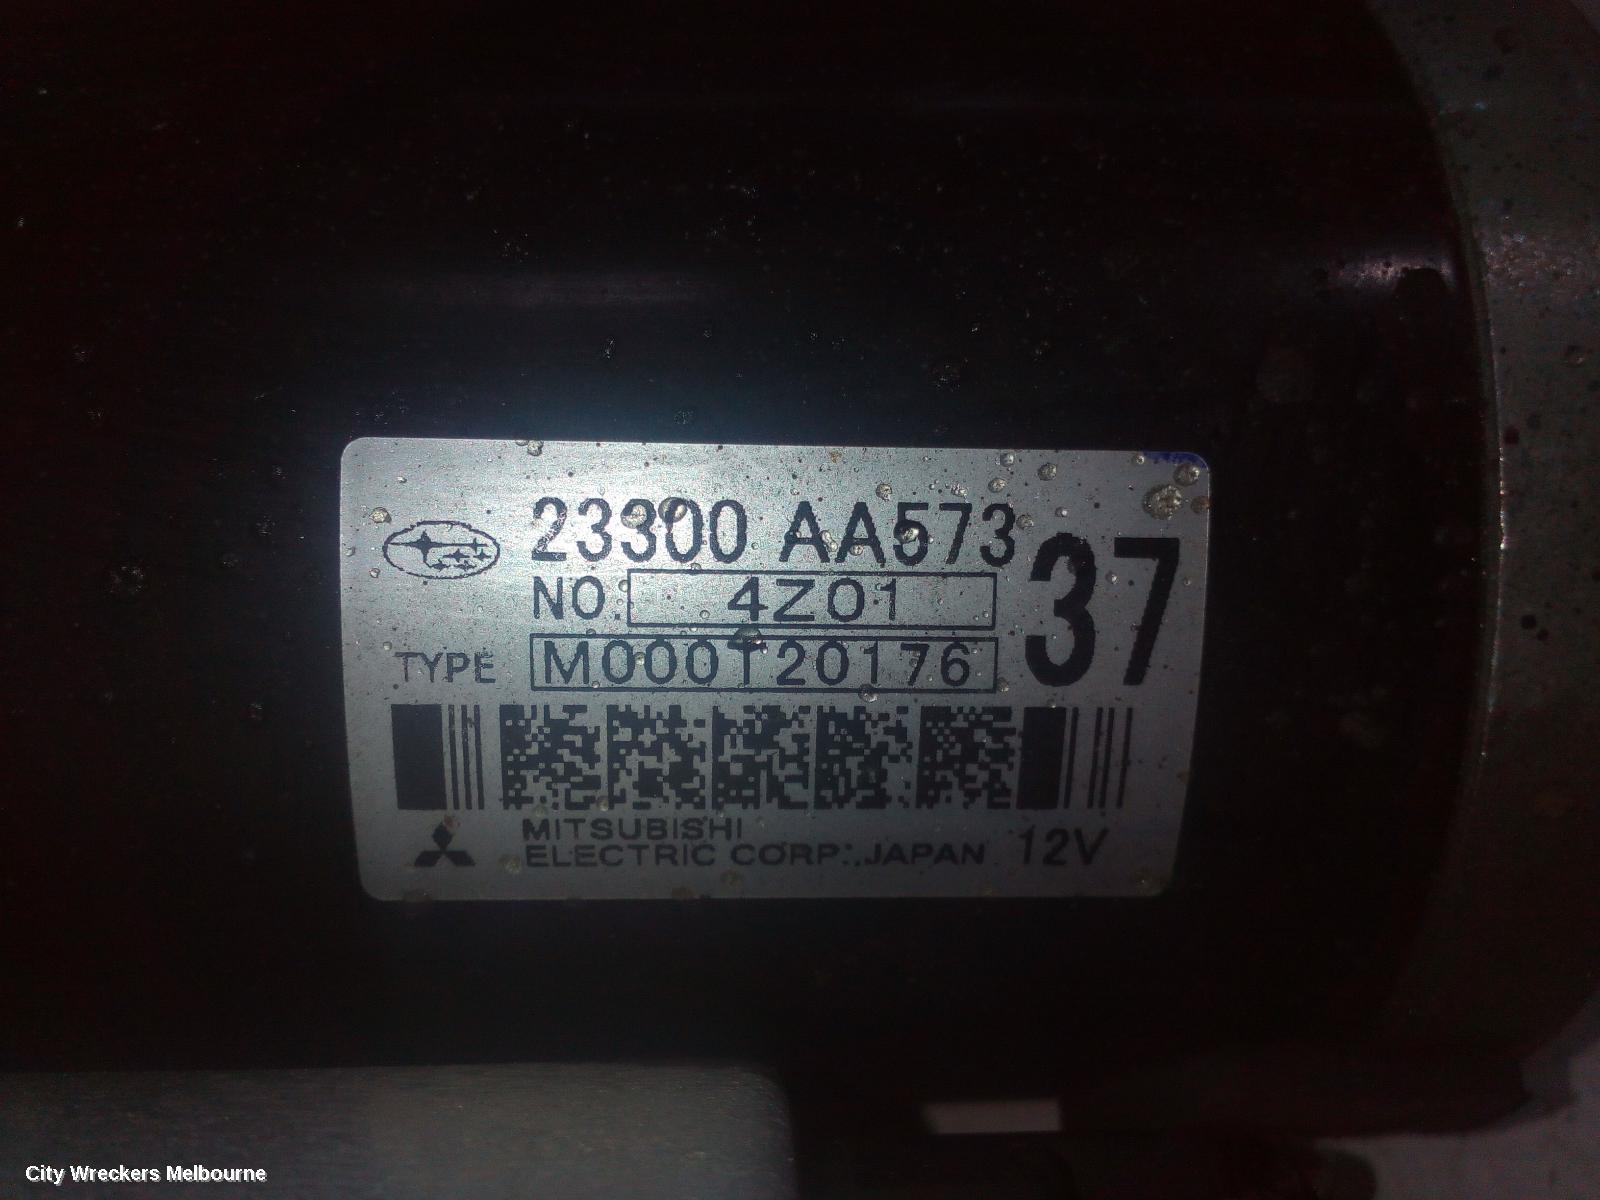 23300 AA573
NO. 4Z01
37
TYPE M000T20176
MITSUBISHI
ELECTRIC CORP. JAPAN 12V
City Wreckers Melbourne